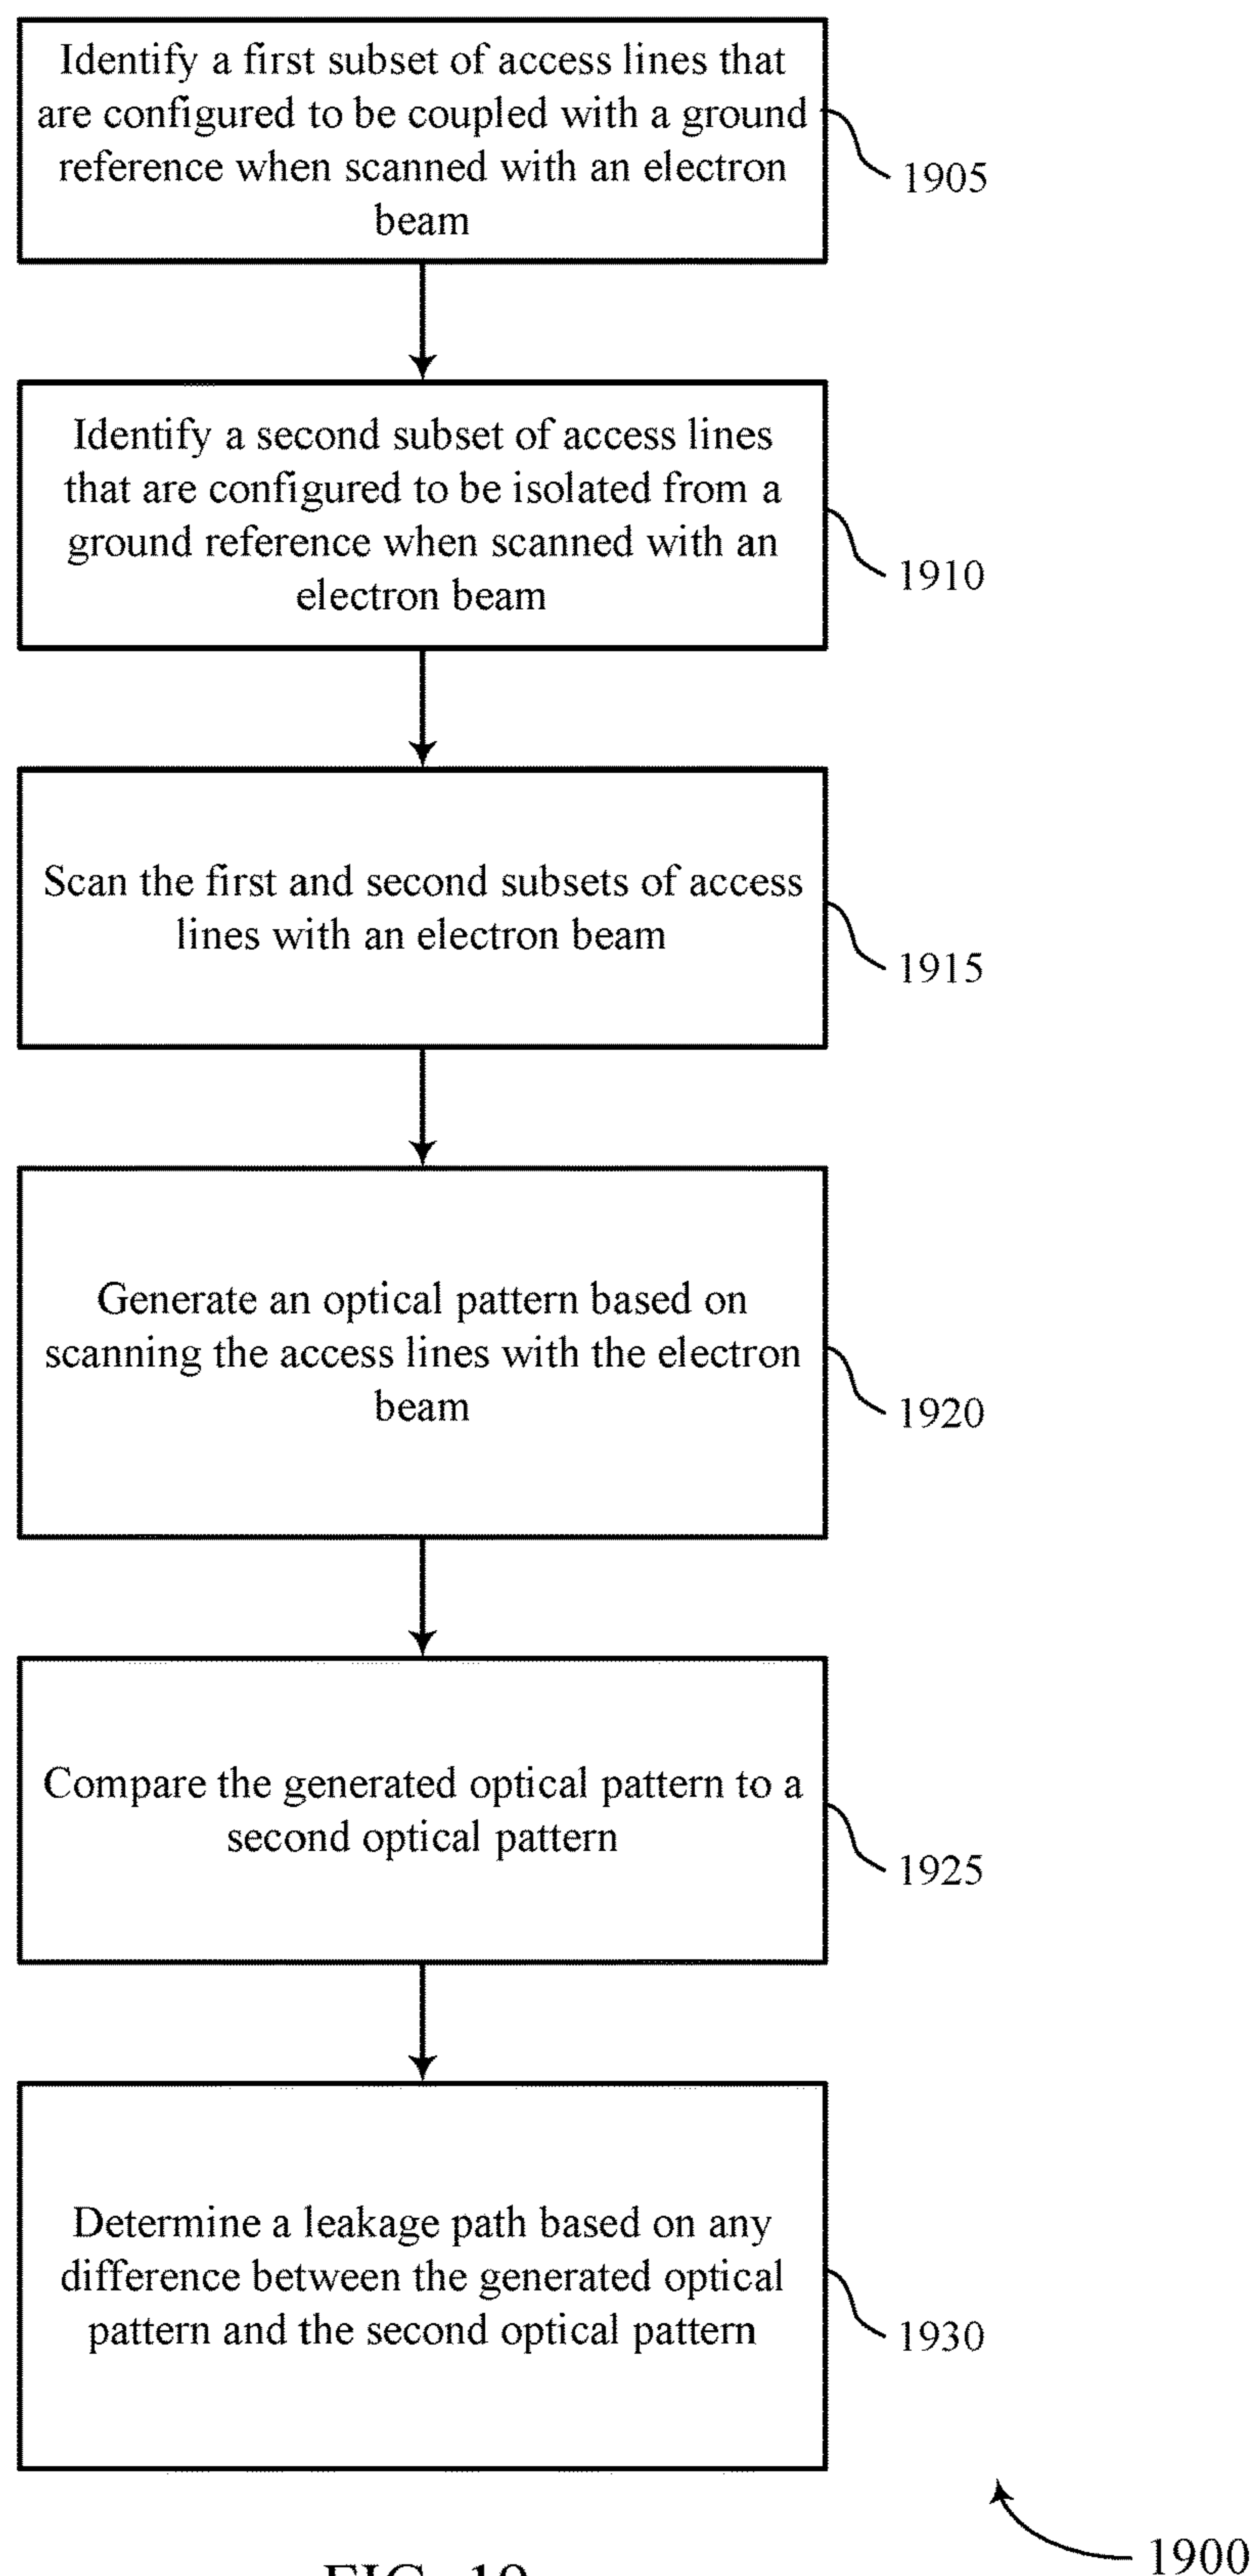 Identify a first subset of access lines that
are configured to be coupled with a ground
reference when scanned with an electron
beam
1905
Identify a second subset of access lines
that are configured to be isolated from a
ground reference when scanned with an
electron beam
1910
Scan the first and second subsets of access
lines with an electron beam
1915
Generate an optical pattern based on
scanning the access lines with the electron
beam
1920
Compare the generated optical pattern to a
second optical pattern
1925
Determine a leakage path based on any
difference between the generated optical
pattern and the second optical pattern
1930
1900
FIG. 19